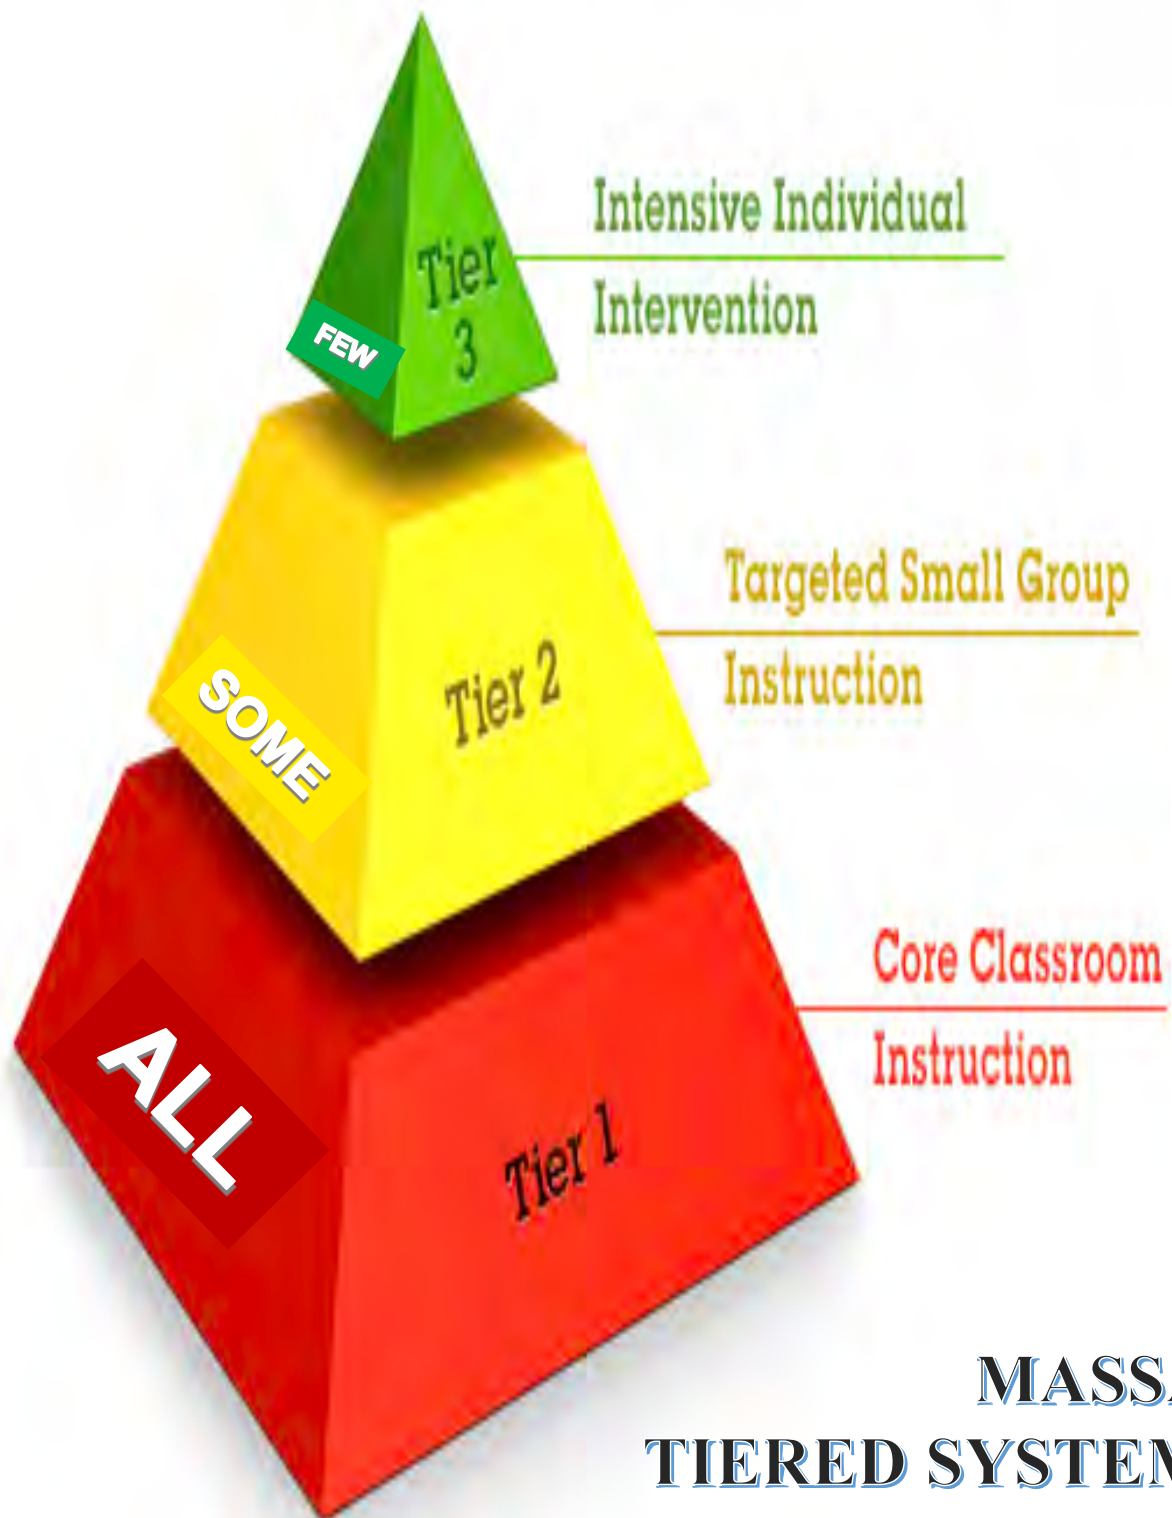 Tier
3
FEW
Intensive Individual
Intervention
Tier 2
SOME
Targeted Small Group
Instruction
Tier 1
ALL
Core Classroom
Instruction
MASS
TIERED SYSTEM